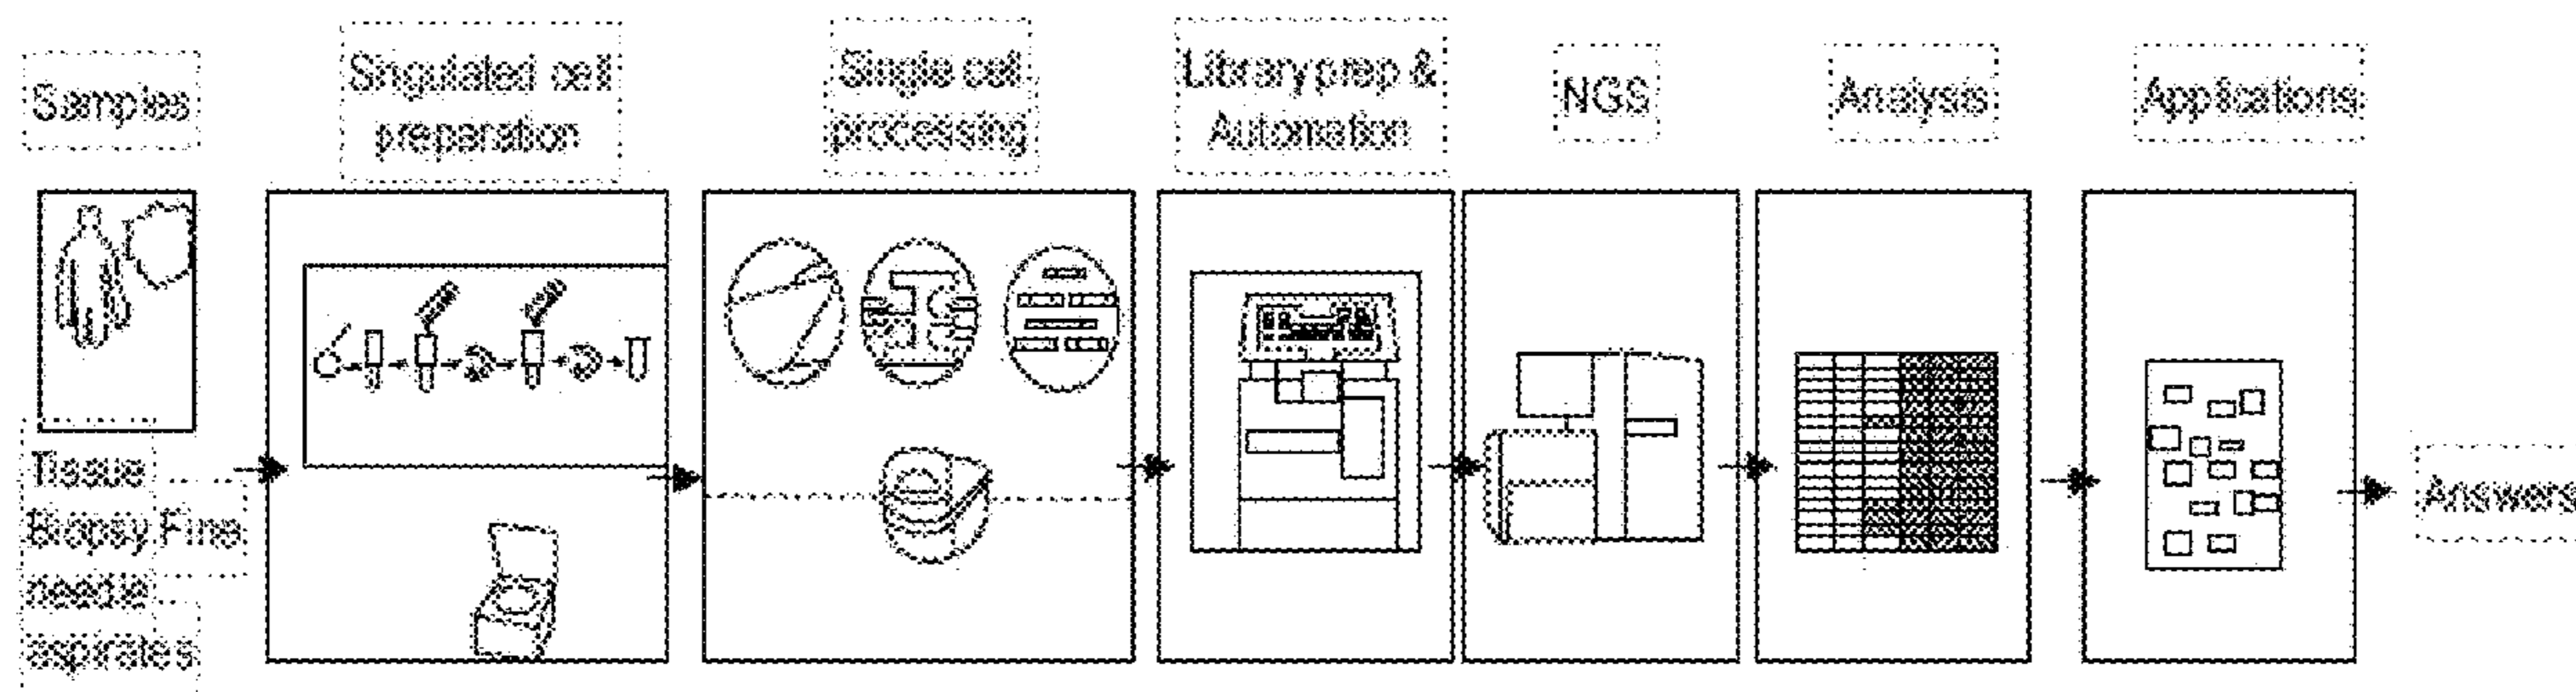 Samples
Singulated cell
preparation
Single cell
processing
Library prep &
Automation
NGS
Analysis
Applications
Tissue
Biopsy Fine
needle
aspirates
Answers